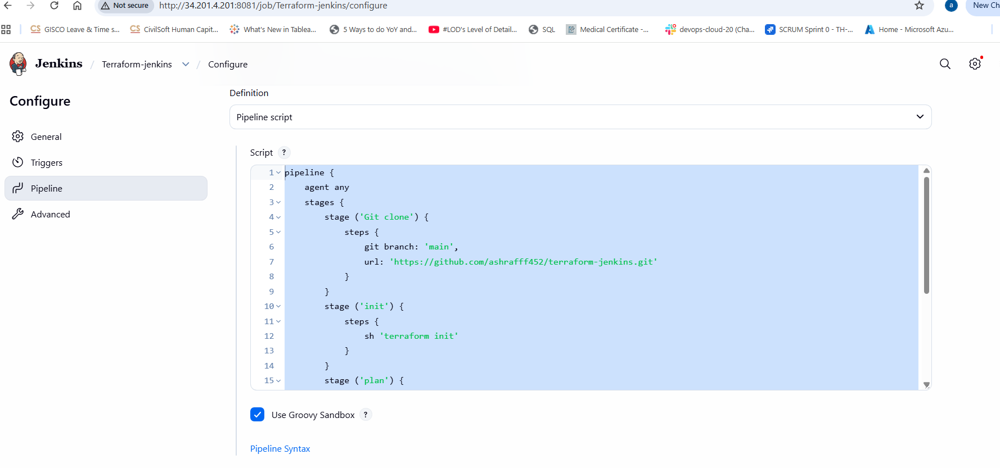 Not secure http://34.201.4.201:8081/job/Terraform-jenkins/configure a New Ch
CS GISCO Leave & Time s... CS CivilSoft Human Capit... What's New in Tablea... 5 Ways to do YoY and... #LOD's Level of Detail... SQL Medical Certificate -... devops-cloud-20 (Cha... SCRUM Sprint 0 - TH-... Home - Microsoft Azu...
Jenkins / Terraform-jenkins / Configure
Configure
General
Triggers
Pipeline
Advanced
Definition
Pipeline script
Script ?
1 pipeline {
2 agent any
3 stages {
4 stage ('Git clone') {
5 steps {
6 git branch: 'main',
7 url: 'https://github.com/ashrafff452/terraform-jenkins.git'
8 }
9 }
10 stage ('init') {
11 steps {
12 sh 'terraform init'
13 }
14 }
15 stage ('plan') {
Use Groovy Sandbox ?
Pipeline Syntax